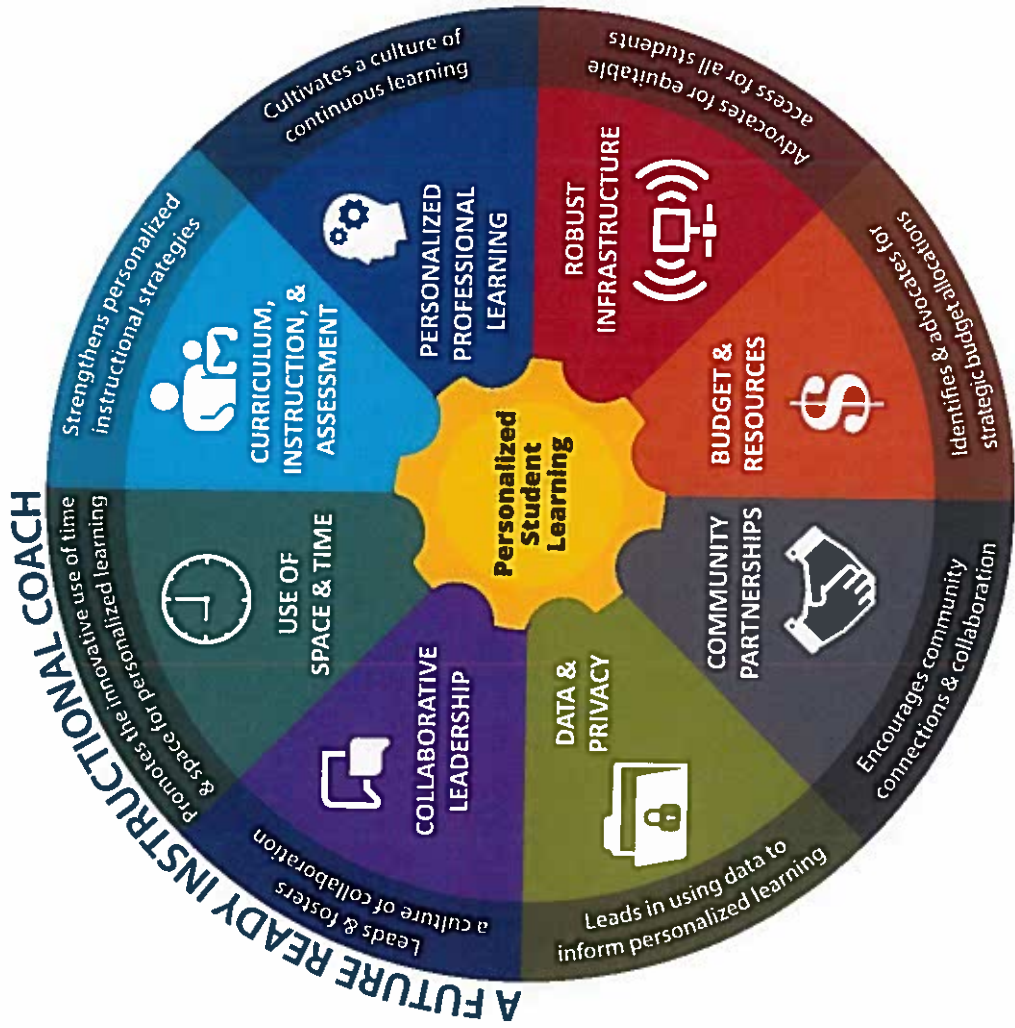 A FUTURE READY INSTRUCTIONAL COACH
Personalized
Student
Learning
CURRICULUM,
INSTRUCTION, &
ASSESSMENT
Strengthens personalized
instructional strategies
PERSONALIZED
PROFESSIONAL
LEARNING
Cultivates a culture of
continuous learning
ROBUST
INFRASTRUCTURE
Advocates for equitable
access for all students
BUDGET &
RESOURCES
$
Identifies & advocates for
strategic budget allocations
COMMUNITY
PARTNERSHIPS
Encourages community
connections & collaboration
DATA &
PRIVACY
Leads in using data to
inform personalized learning
COLLABORATIVE
LEADERSHIP
Leads & fosters
a culture of collaboration
USE OF
SPACE & TIME
Promotes the innovative use of time
& space for personalized learning